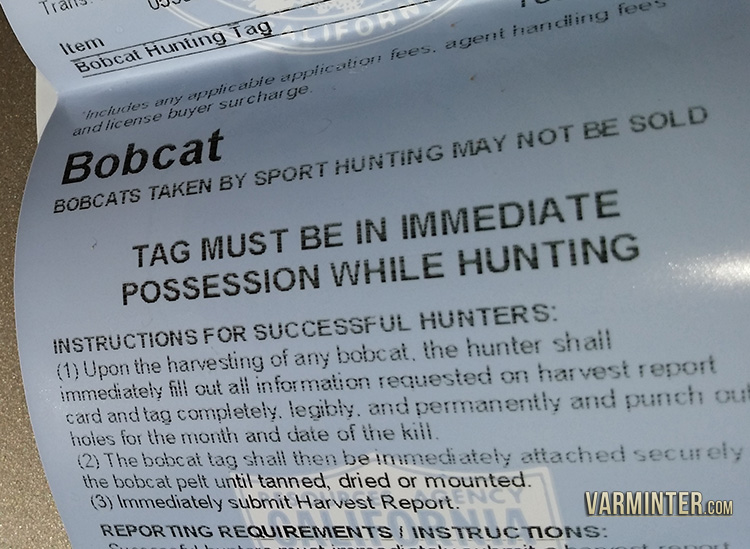 Trans.
Item
Bobcat Hunting Tag
CALIFORNIA
*Includes any applicable application fees, agent handling fees
and license buyer surcharge.
Bobcat
BOBCATS TAKEN BY SPORT HUNTING MAY NOT BE SOLD
TAG MUST BE IN IMMEDIATE
POSSESSION WHILE HUNTING
INSTRUCTIONS FOR SUCCESSFUL HUNTERS:
(1) Upon the harvesting of any bobcat, the hunter shall
immediately fill out all information requested on harvest report
card and tag completely, legibly, and permanently and punch out
holes for the month and date of the kill.
(2) The bobcat tag shall then be immediately attached securely
the bobcat pelt until tanned, dried or mounted.
(3) Immediately submit Harvest Report.
AGENCY
CALIFORNIA
VARMINTER.COM
REPORTING REQUIREMENTS / INSTRUCTIONS: